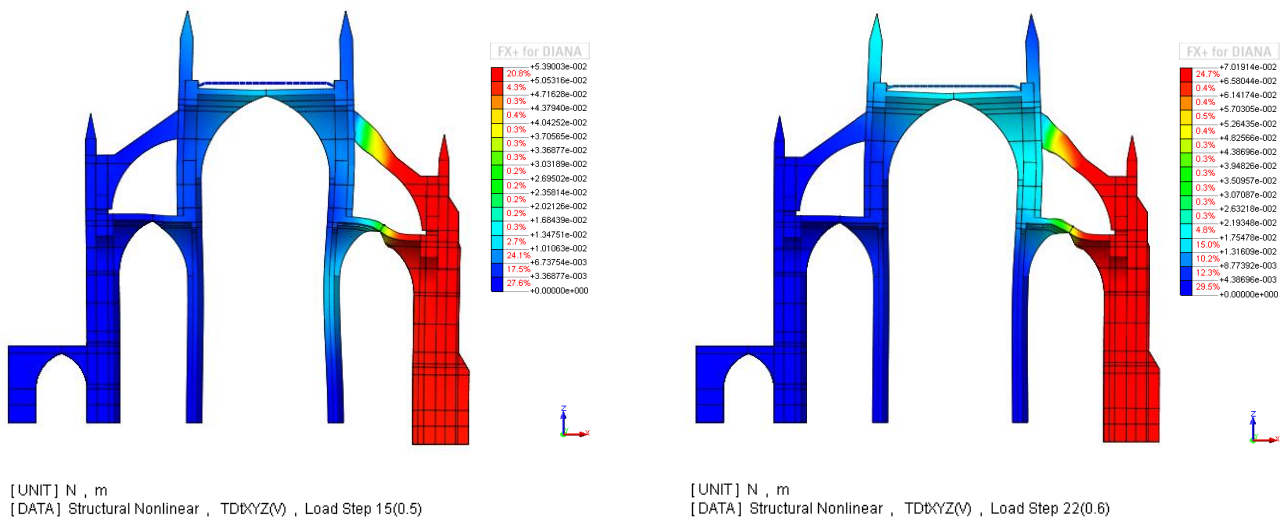 FX+ for DIANA
+5.39003e-002
20.8%
+5.05316e-002
4.3%
+4.71628e-002
0.3%
+4.37940e-002
0.4%
+4.04252e-002
0.3%
+3.70565e-002
0.3%
+3.36877e-002
0.3%
+3.03189e-002
0.2%
+2.69502e-002
0.2%
+2.35814e-002
0.2%
+2.02126e-002
0.2%
+1.68439e-002
0.3%
+1.34751e-002
2.7%
+1.01063e-002
24.1%
+6.73754e-003
17.5%
+3.36877e-003
27.6%
+0.00000e+000
z
x
[UNIT] N , m
[DATA] Structural Nonlinear , TDtXYZ(V) , Load Step 15(0.5)
FX+ for DIANA
+7.01914e-002
24.7%
+6.58044e-002
0.4%
+6.14174e-002
0.4%
+5.70305e-002
0.5%
+5.26435e-002
0.4%
+4.82566e-002
0.3%
+4.38696e-002
0.3%
+3.94826e-002
0.3%
+3.50957e-002
0.3%
+3.07087e-002
0.3%
+2.63218e-002
0.3%
+2.19348e-002
4.8%
+1.75478e-002
15.0%
+1.31609e-002
10.2%
+8.77392e-003
12.3%
+4.38696e-003
29.5%
+0.00000e+000
z
x
[UNIT] N , m
[DATA] Structural Nonlinear , TDtXYZ(V) , Load Step 22(0.6)